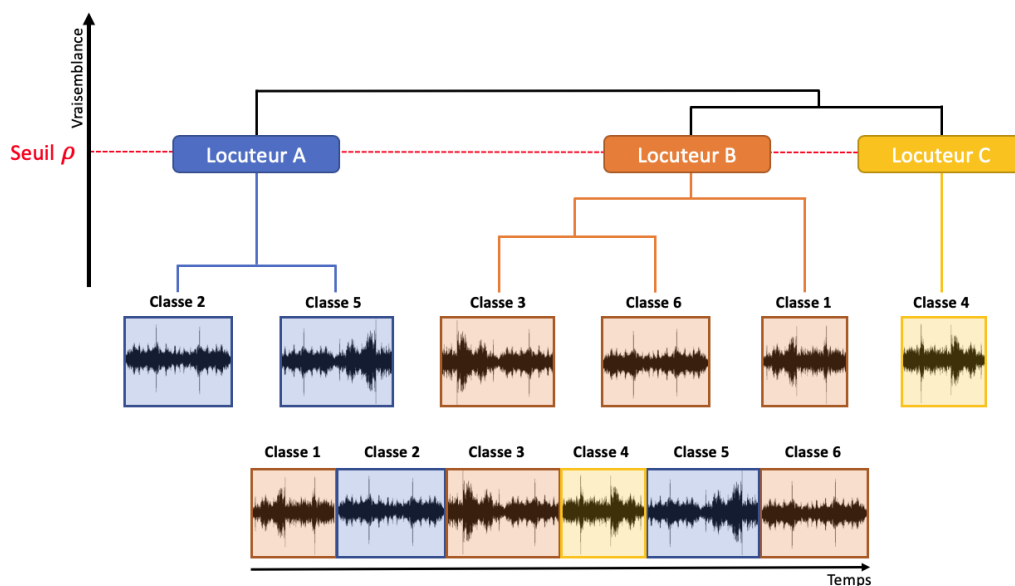 Vraisemblance
Seuil ρ
Locuteur A
Locuteur B
Locuteur C
Classe 2
Classe 5
Classe 3
Classe 6
Classe 1
Classe 4
Classe 1
Classe 2
Classe 3
Classe 4
Classe 5
Classe 6
Temps